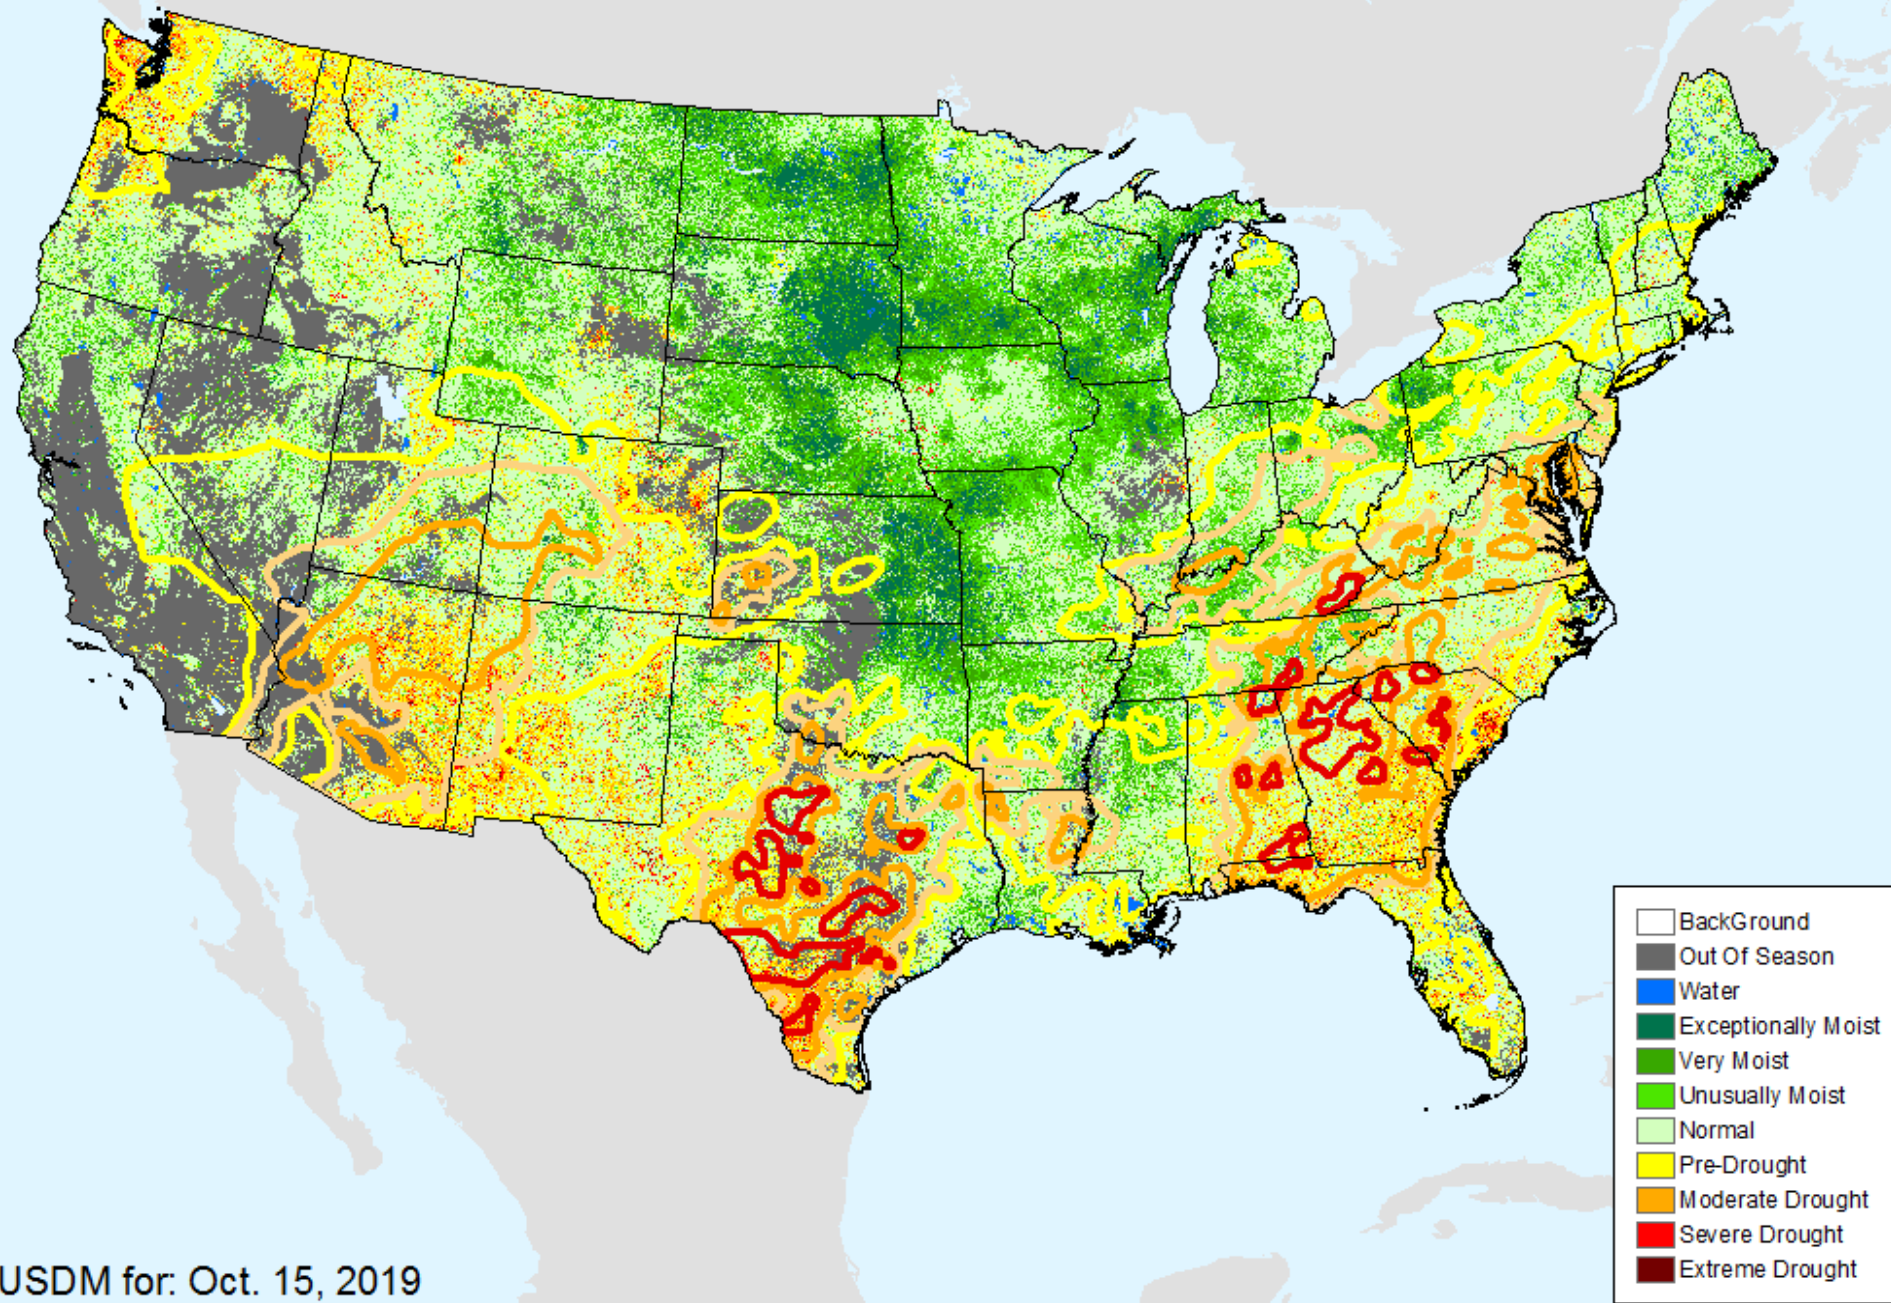 BackGround
Out Of Season
Water
Exceptionally Moist
Very Moist
Unusually Moist
Normal
Pre-Drought
Moderate Drought
Severe Drought
Extreme Drought
USDM for: Oct. 15, 2019